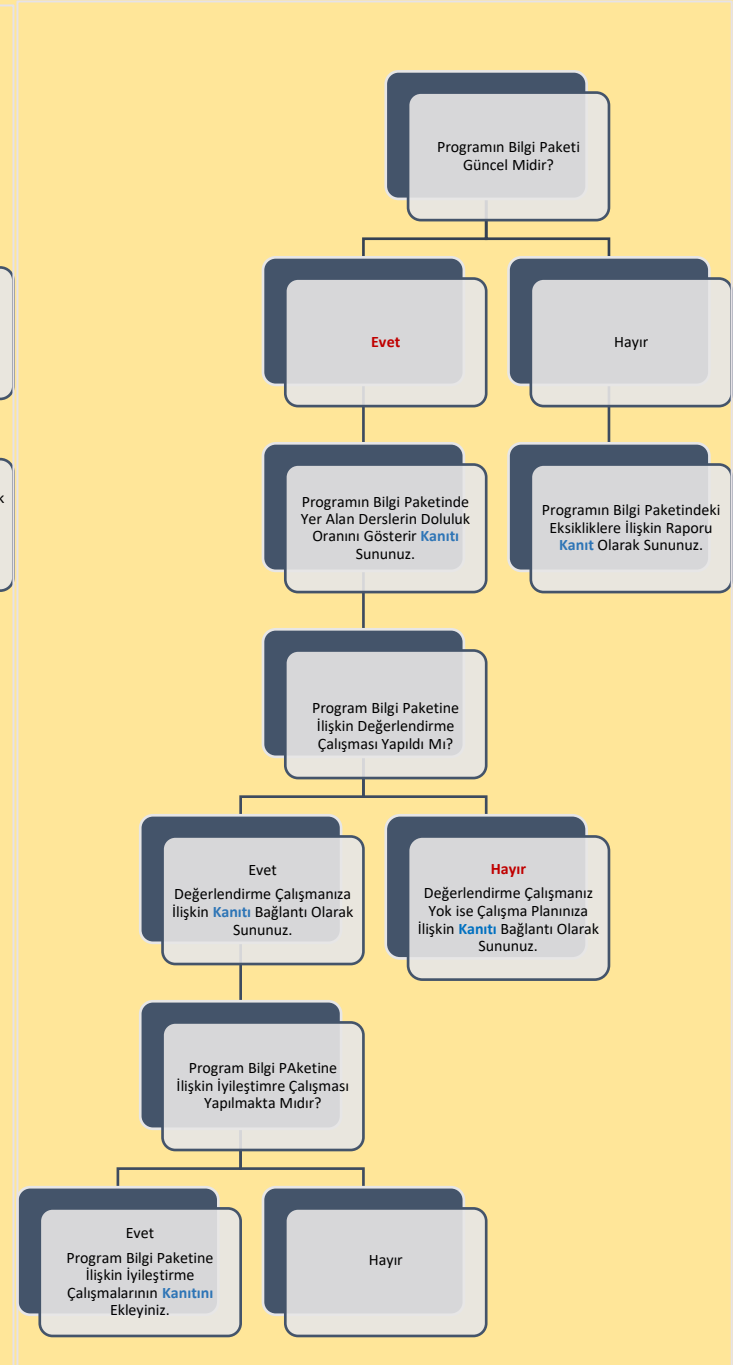 Programın Bilgi Paketi
Güncel Midir?
Evet
Hayır
Programın Bilgi Paketinde
Yer Alan Derslerin Doluluk
Oranını Gösterir Kanıtı
Sununuz.
Programın Bilgi Paketindeki
Eksikliklere İlişkin Raporu
Kanıt Olarak Sununuz.
k
Program Bilgi Paketine
İlişkin Değerlendirme
Çalışması Yapıldı Mı?
Evet
Değerlendirme Çalışmanıza
İlişkin Kanıtı Bağlantı Olarak
Sununuz.
Hayır
Değerlendirme Çalışmanız
Yok ise Çalışma Planınıza
İlişkin Kanıtı Bağlantı Olarak
Sununuz.
Program Bilgi PAketine
İlişkin İyileştimre Çalışması
Yapılmakta Mıdır?
Evet
Program Bilgi Paketine
İlişkin İyileştirme
Çalışmalarının Kanıtını
Ekleyiniz.
Hayır